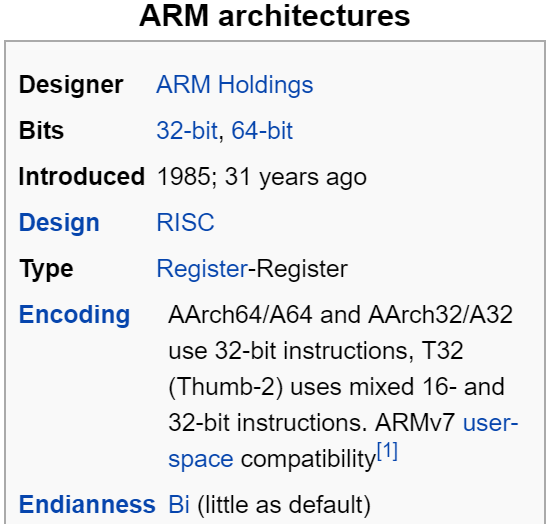 ARM architectures
Designer ARM Holdings
Bits 32-bit, 64-bit
Introduced 1985; 31 years ago
Design RISC
Type Register-Register
Encoding AArch64/A64 and AArch32/A32
use 32-bit instructions, T32
(Thumb-2) uses mixed 16- and
32-bit instructions. ARMv7 user-
space compatibility[1]
Endianness Bi (little as default)